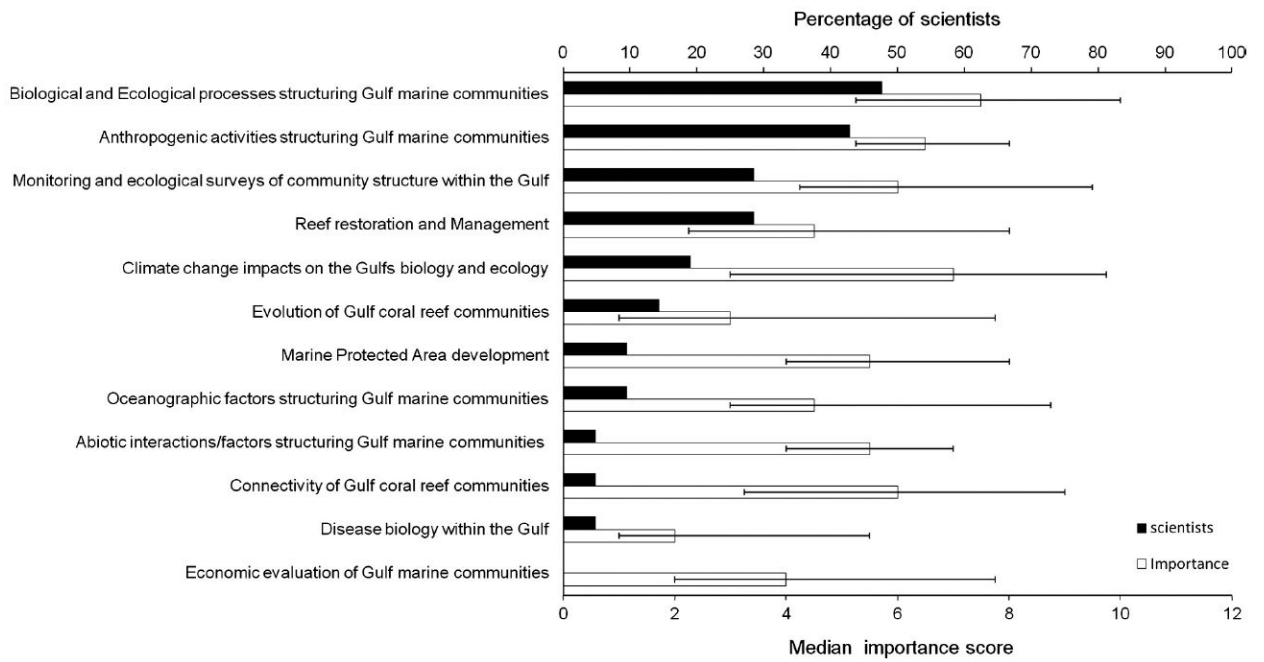 Percentage of scientists
0 10 20 30 40 50 60 70 80 90 100
Biological and Ecological processes structuring Gulf marine communities
Anthropogenic activities structuring Gulf marine communities
Monitoring and ecological surveys of community structure within the Gulf
Reef restoration and Management
Climate change impacts on the Gulfs biology and ecology
Evolution of Gulf coral reef communities
Marine Protected Area development
Oceanographic factors structuring Gulf marine communities
Abiotic interactions/factors structuring Gulf marine communities
Connectivity of Gulf coral reef communities
Disease biology within the Gulf
Economic evaluation of Gulf marine communities
scientists
Importance
0 2 4 6 8 10 12
Median importance score